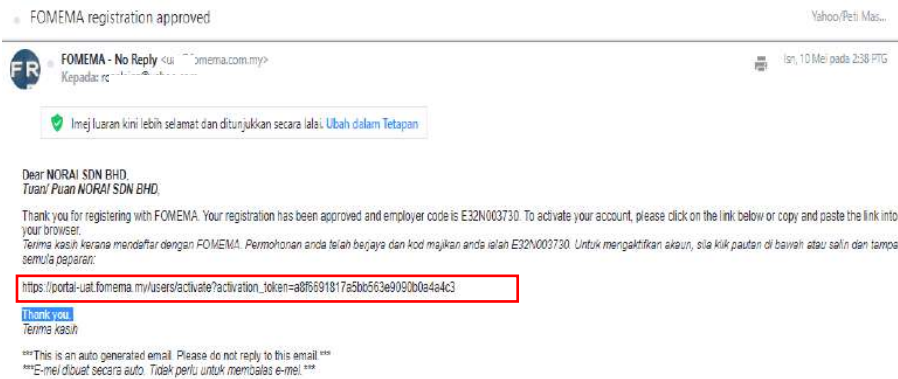 FOMEMA registration approved
Yahoo/Peti Mas...
FR
FOMEMA - No Reply
omema.com.my>
Isn, 10 Mei pada 2:38 PTG
Kepada:
Imej luaran kini lebih selamat dan ditunjukkan secara lalai. Ubah dalam Tetapan
Dear NORAI SDN BHD,
Tuan/ Puan NORAI SDN BHD,
Thank you for registering with FOMEMA. Your registration has been approved and employer code is E32N003730. To activate your account, please click on the link below or copy and paste the link into
your browser.
Terima kasih kerana mendaftar dengan FOMEMA. Permohonan anda telah berjaya dan kod majikan anda ialah E32N003730. Untuk mengaktifkan akaun, sila klik pautan di bawah atau salin dan tampa
semula paparan:
https://portal-uat.fomema.my/users/activate?activation_token=a8f6691817a5bb563e9090b0a4a4c3
Thank you.
Terima kasih
***This is an auto generated email. Please do not reply to this email.***
***E-mel dibuat secara auto. Tidak perlu untuk membalas e-mel.***